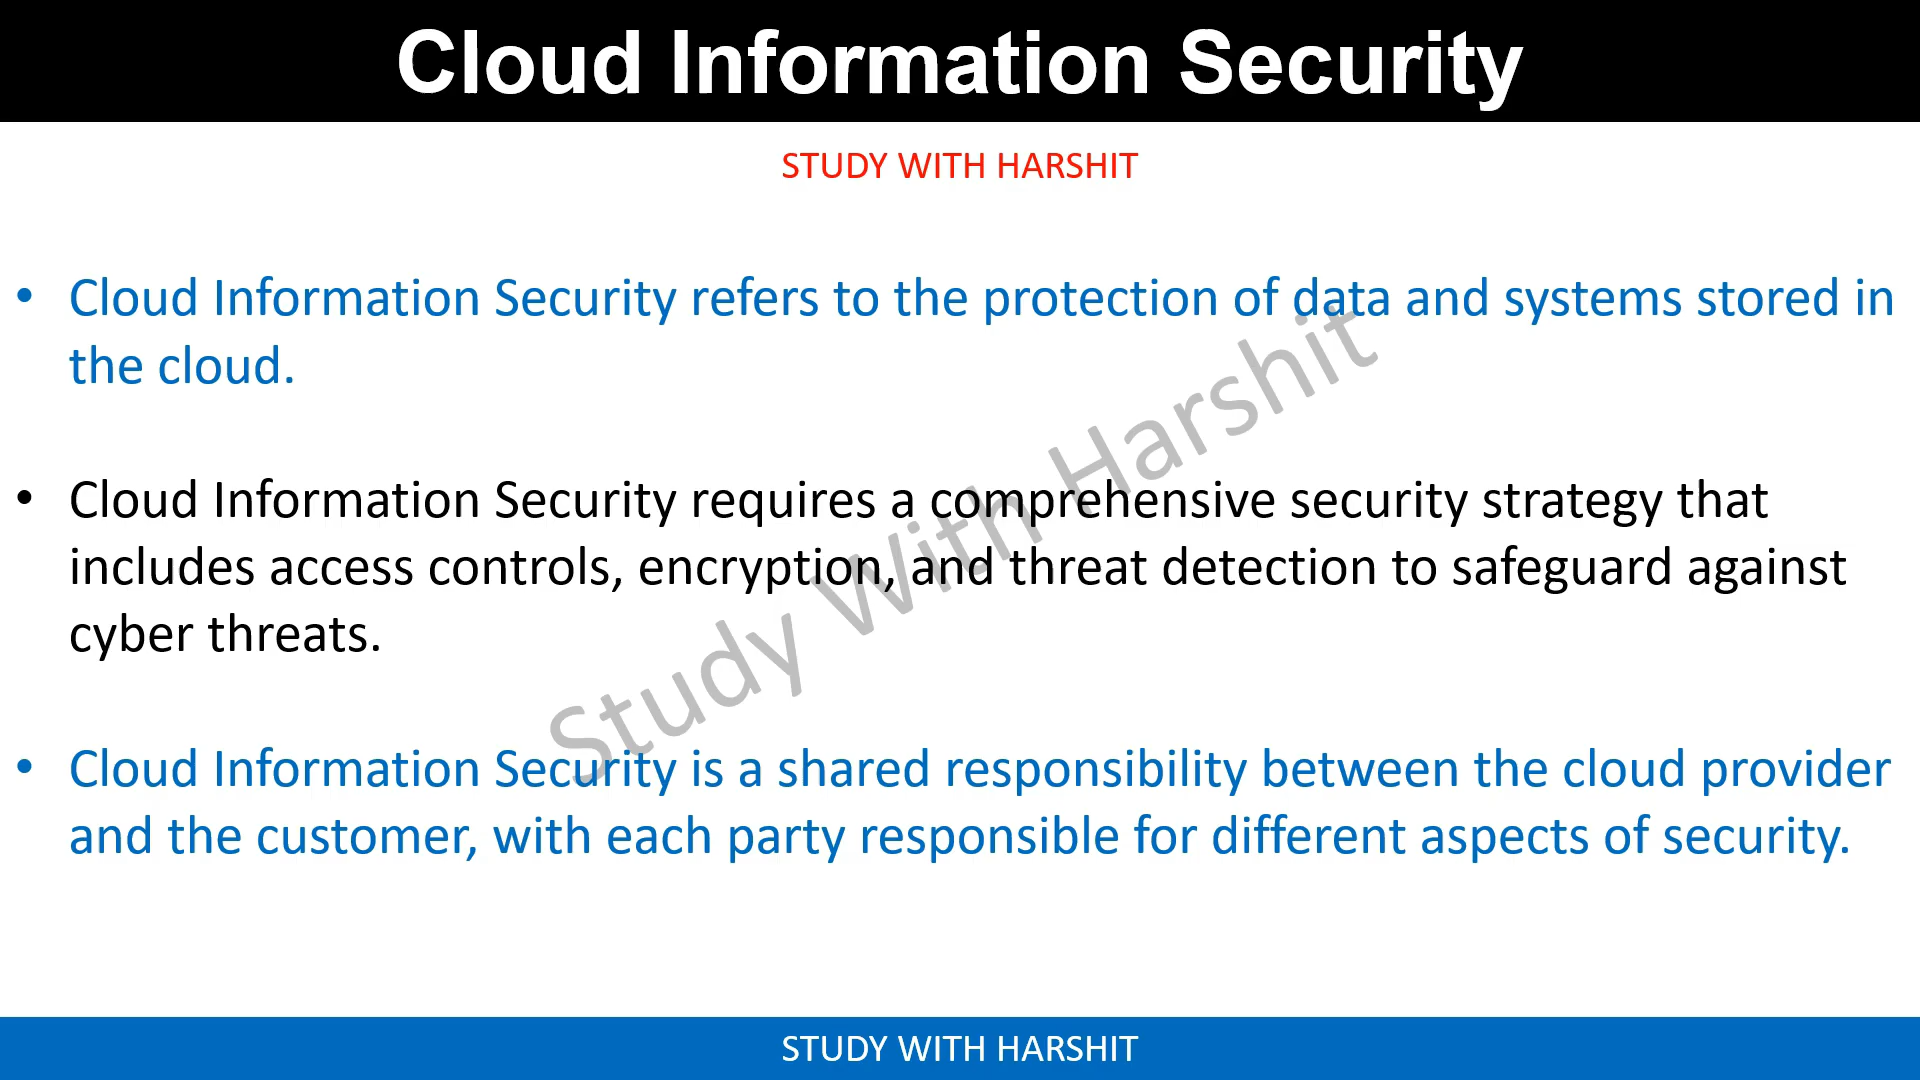 Cloud Information Security
STUDY WITH HARSHIT
• Cloud Information Security refers to the protection of data and systems stored in
the cloud.
• Cloud Information Security requires a comprehensive security strategy that
includes access controls, encryption, and threat detection to safeguard against
cyber threats.
• Cloud Information Security is a shared responsibility between the cloud provider
and the customer, with each party responsible for different aspects of security.
Study With Harshit
STUDY WITH HARSHIT